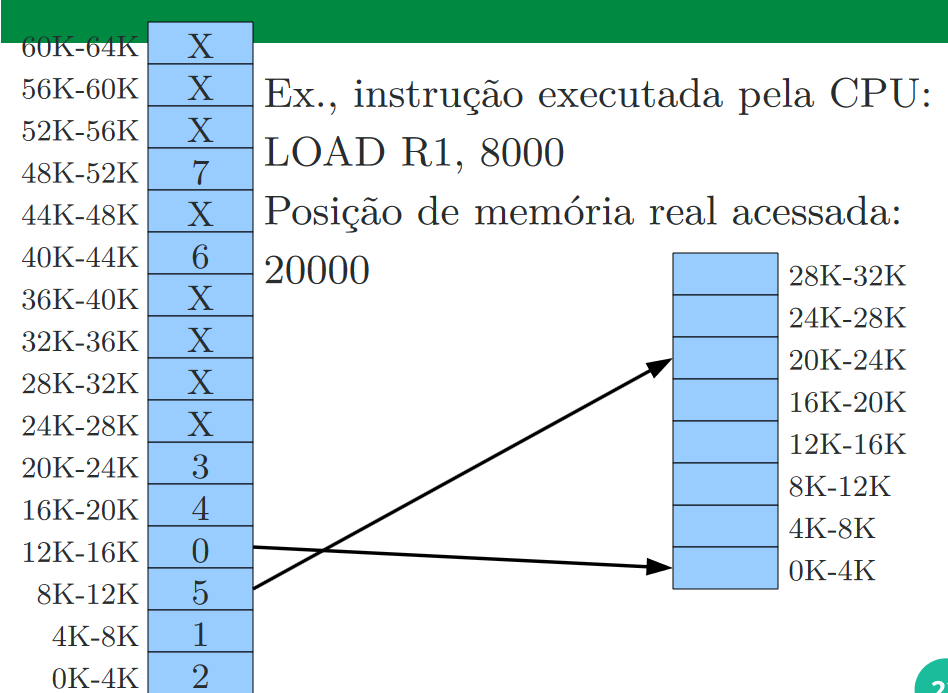 60K-64K X
56K-60K X
Ex., instrução executada pela CPU:
52K-56K X
LOAD R1, 8000
48K-52K 7
44K-48K X
Posição de memória real acessada:
40K-44K 6
20000
36K-40K X
32K-36K X
28K-32K X
24K-28K X
20K-24K 3
16K-20K 4
12K-16K 0
8K-12K 5
4K-8K 1
0K-4K 2
28K-32K
24K-28K
20K-24K
16K-20K
12K-16K
8K-12K
4K-8K
0K-4K